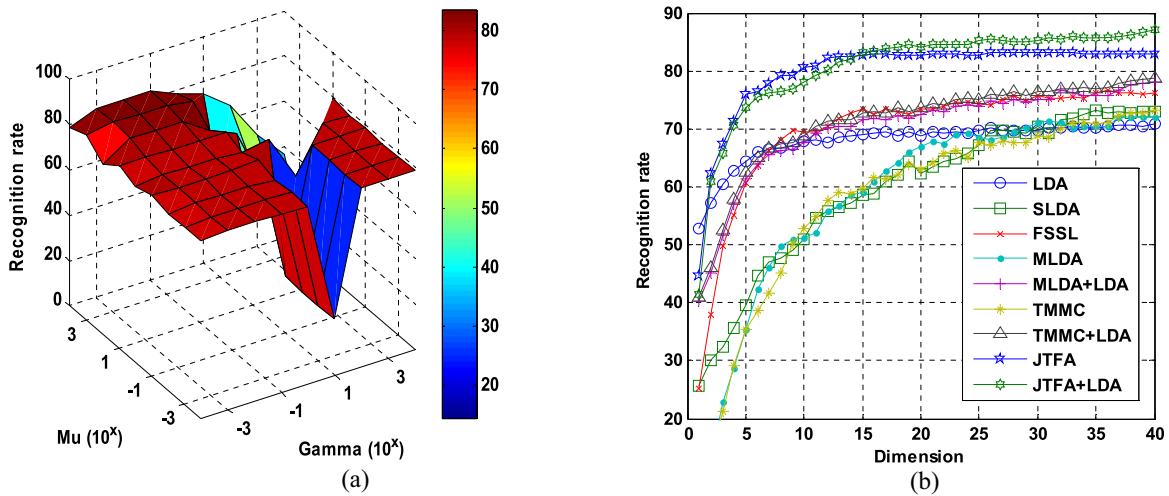 100
80
60
40
20
0
Recognition rate
3
1
-1
-3
Mu (10^x)
-3
-1
1
3
Gamma (10^x)
80
70
60
50
40
30
20
(a)
90
80
70
60
50
40
30
20
Recognition rate
0 5 10 15 20 25 30 35 40
Dimension
LDA
SLDA
FSSL
MLDA
MLDA+LDA
TMMC
TMMC+LDA
JTFA
JTFA+LDA
(b)